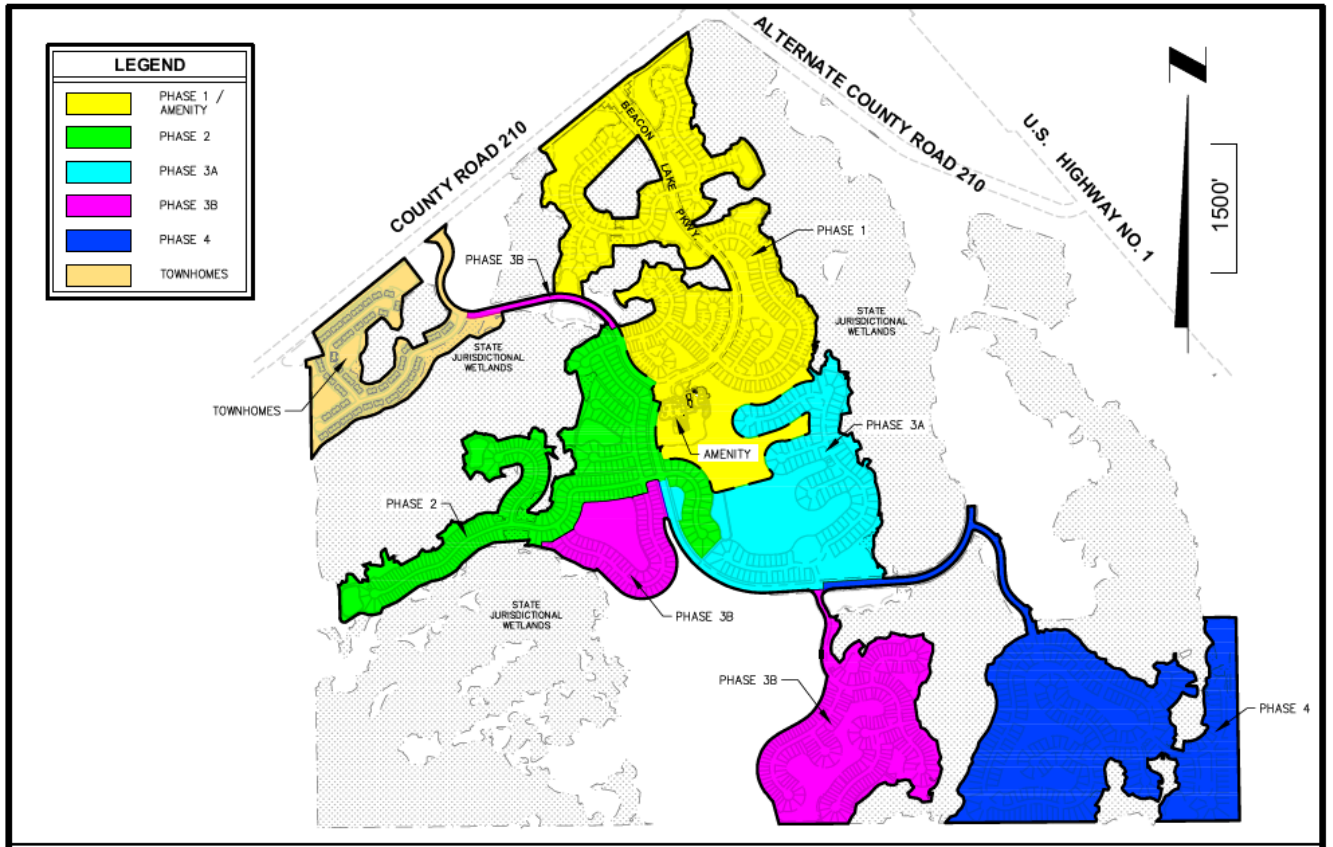 LEGEND
PHASE 1 /
AMENITY
PHASE 2
PHASE 3A
PHASE 3B
PHASE 4
TOWNHOMES
ALTERNATE COUNTY ROAD 210
U.S. HIGHWAY NO. 1
COUNTY ROAD 210
BEACON
LAKE
PKWY.
N
1500'
PHASE 1
PHASE 3B
STATE
JURISDICTIONAL
WETLANDS
STATE
JURISDICTIONAL
WETLANDS
TOWNHOMES
PHASE 3A
AMENITY
PHASE 2
STATE
JURISDICTIONAL
WETLANDS
PHASE 3B
PHASE 3B
PHASE 4